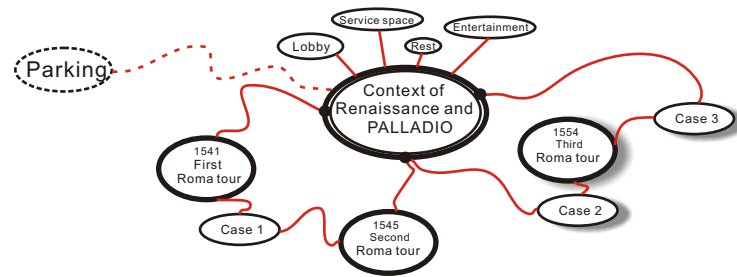 Service space
Entertainment
Lobby
Rest
Parking
Context of
Renaissance and
PALLADIO
Case 3
1541
First
Roma tour
1554
Third
Roma tour
Case 1
Case 2
1545
Second
Roma tour